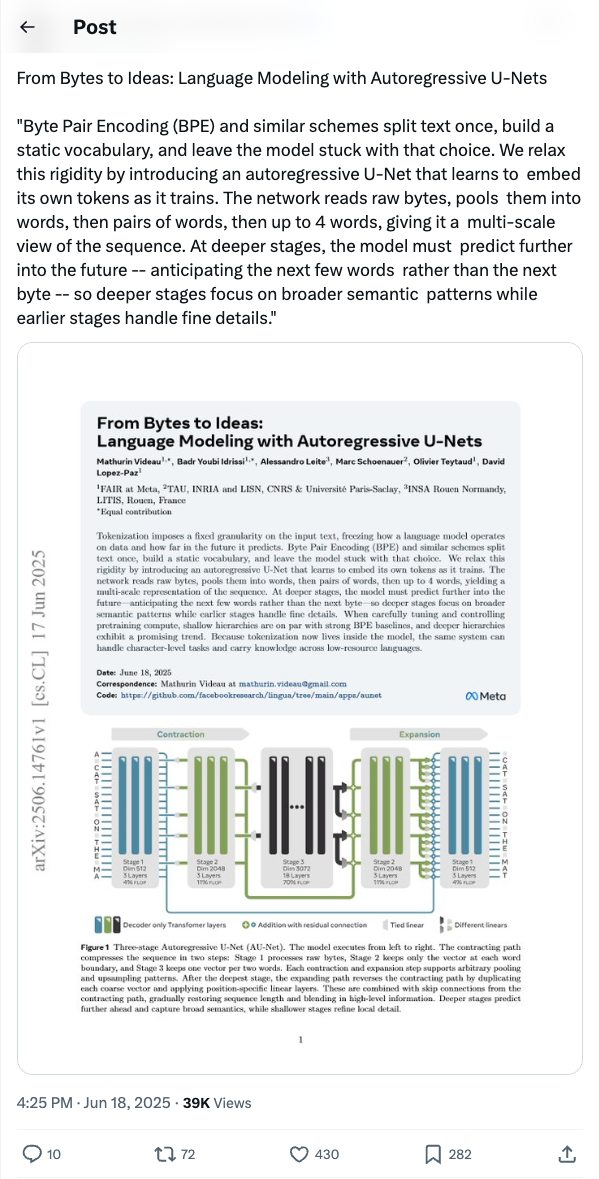 Post
From Bytes to Ideas: Language Modeling with Autoregressive U-Nets
"Byte Pair Encoding (BPE) and similar schemes split text once, build a
static vocabulary, and leave the model stuck with that choice. We relax
this rigidity by introducing an autoregressive U-Net that learns to  embed
its own tokens as it trains. The network reads raw bytes, pools  them into
words, then pairs of words, then up to 4 words, giving it a  multi-scale
view of the sequence. At deeper stages, the model must  predict further
into the future -- anticipating the next few words  rather than the next
byte -- so deeper stages focus on broader semantic  patterns while
earlier stages handle fine details."
arXiv:2506.14761v1 [cs.CL] 17 Jun 2025
From Bytes to Ideas:
Language Modeling with Autoregressive U-Nets
Mathurin Videau1,*, Badr Youbi Idrissi1,*, Alessandro Leite3, Marc Schoenauer2, Olivier Teytaud1, David
Lopez-Paz1
1FAIR at Meta, 2TAU, INRIA and LISN, CNRS & Université Paris-Saclay, 3INSA Rouen Normandy,
LITIS, Rouen, France
*Equal contribution
Tokenization imposes a fixed granularity on the input text, freezing how a language model operates
on data and how far in the future it predicts. Byte Pair Encoding (BPE) and similar schemes split
text once, build a static vocabulary, and leave the model stuck with that choice. We relax this
rigidity by introducing an autoregressive U-Net that learns to embed its own tokens as it trains. The
network reads raw bytes, pools them into words, then pairs of words, then up to 4 words, yielding a
multi-scale representation of the sequence. At deeper stages, the model must predict further into the
future—anticipating the next few words rather than the next byte—so deeper stages focus on broader
semantic patterns while earlier stages handle fine details. When carefully tuning and controlling
pretraining compute, shallow hierarchies are on par with strong BPE baselines, and deeper hierarchies
exhibit a promising trend. Because tokenization now lives inside the model, the same system can
handle character-level tasks and carry knowledge across low-resource languages.
Date: June 18, 2025
Correspondence: Mathurin Videau at mathurin.videau@gmail.com
Code: https://github.com/facebookresearch/lingua/tree/main/apps/aunet
Meta
Contraction
Expansion
A CAT SAT ON THE MA
CAT SAT ON THE MAT
Stage 1
Dim 512
3 Layers
4% FLOP
Stage 2
Dim 2048
3 Layers
11% FLOP
Stage 3
Dim 3072
18 Layers
70% FLOP
Stage 2
Dim 2048
3 Layers
11% FLOP
Stage 1
Dim 512
3 Layers
4% FLOP
Decoder only Transfomer layers
Addition with residual connection
Tied linear
Different linears
Figure 1 Three-stage Autoregressive U-Net (AU-Net). The model executes from left to right. The contracting path
compresses the sequence in two steps: Stage 1 processes raw bytes, Stage 2 keeps only the vector at each word
boundary, and Stage 3 keeps one vector per two words. Each contraction and expansion step supports arbitrary pooling
and upsampling patterns. After the deepest stage, the expanding path reverses the contracting path by duplicating
each coarse vector and applying position-specific linear layers. These are combined with skip connections from the
contracting path, gradually restoring sequence length and blending in high-level information. Deeper stages predict
further ahead and capture broad semantics, while shallower stages refine local detail.
1
4:25 PM · Jun 18, 2025 · 39K Views
10
72
430
282